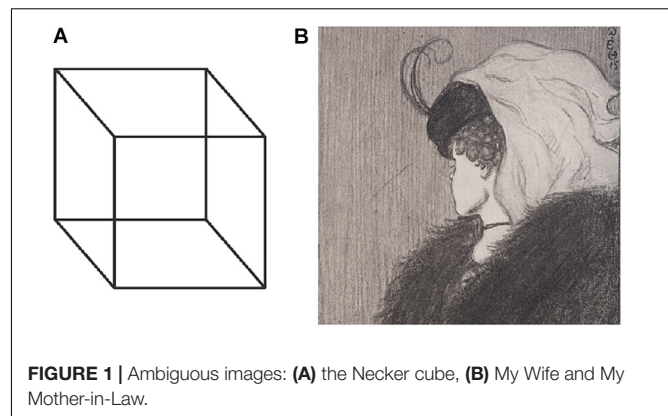 A
B
FIGURE 1 | Ambiguous images: (A) the Necker cube, (B) My Wife and My
Mother-in-Law.